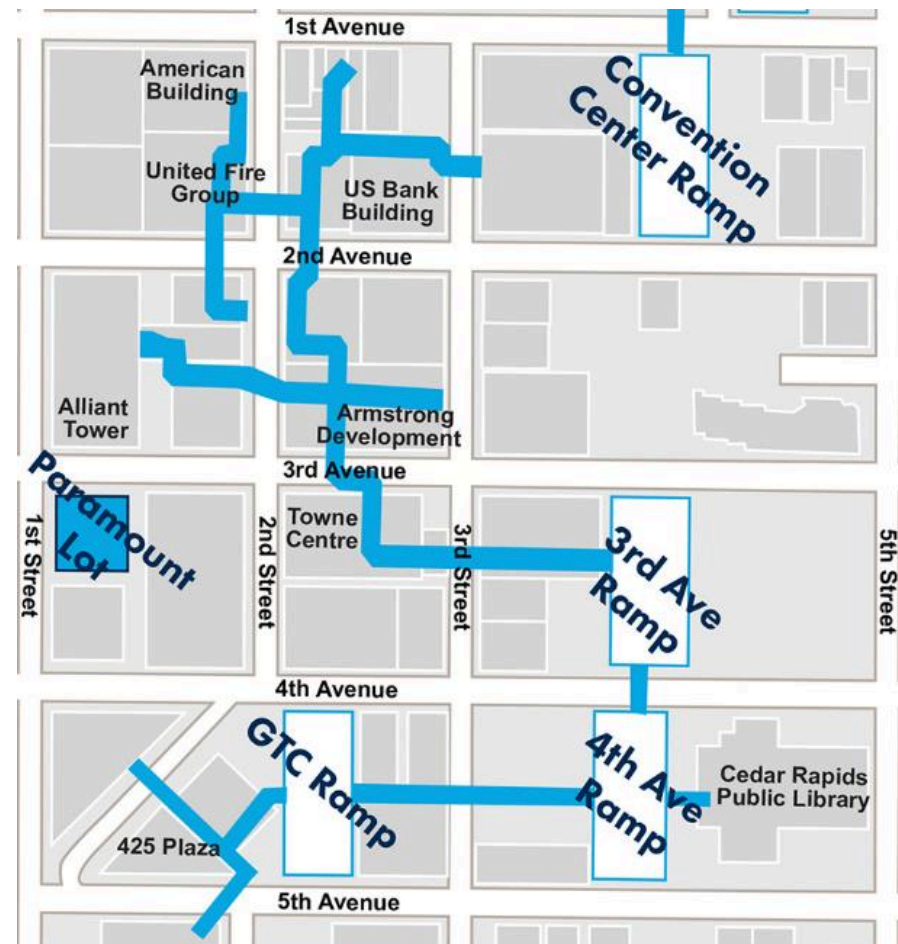 1st Avenue
American
Building
Convention
Center Ramp
United Fire
Group
US Bank
Building
2nd Avenue
Alliant
Tower
Armstrong
Development
3rd Avenue
Paramount
Lot
1st Street
2nd Street
Towne
Centre
3rd Street
3rd Ave
Ramp
5th Street
4th Avenue
GTC Ramp
4th Ave
Ramp
Cedar Rapids
Public Library
425 Plaza
5th Avenue